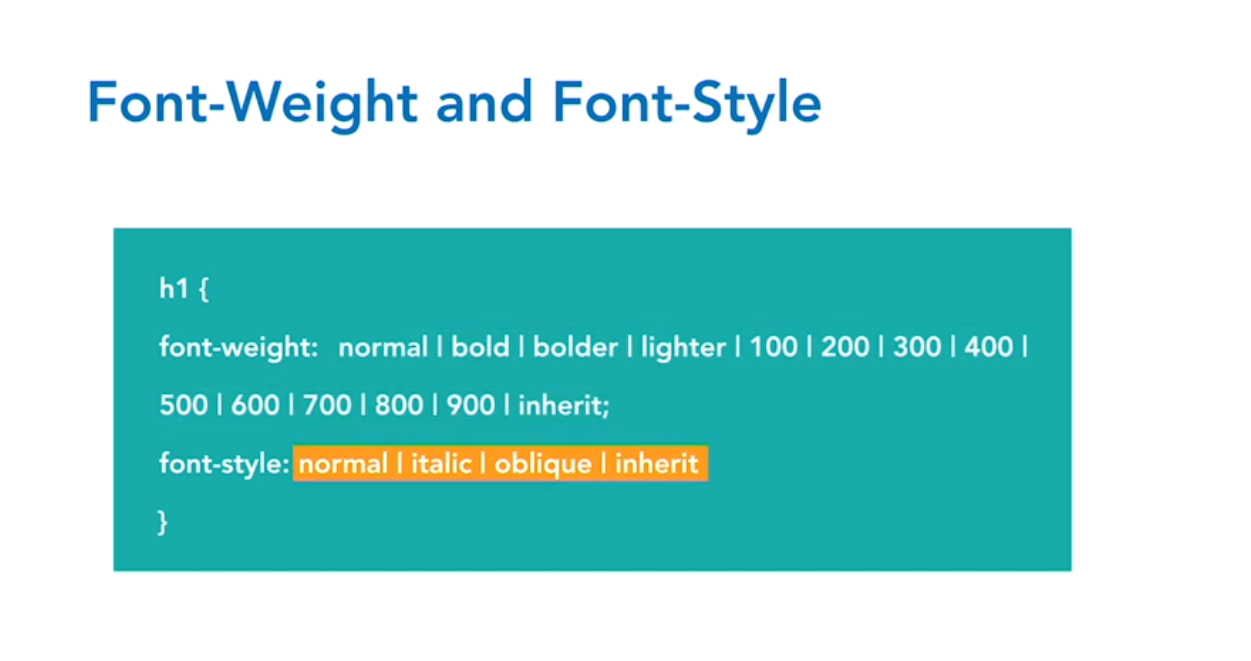 Font-Weight and Font-Style
h1 {
font-weight: normal | bold | bolder | lighter | 100 | 200 | 300 | 400 |
500 | 600 | 700 | 800 | 900 | inherit;
font-style: normal | italic | oblique | inherit
}